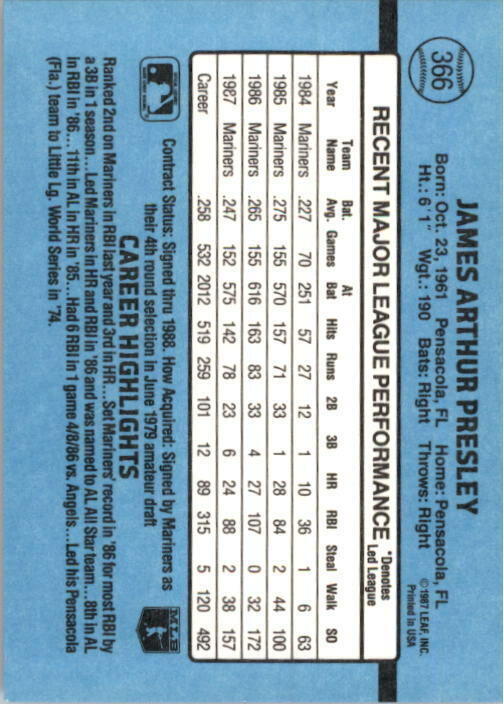 366
JAMES ARTHUR PRESLEY
Born: Oct. 23, 1961 Pensacola, FL Home: Pensacola, FL
Ht.: 6'1" Wgt.: 190 Bats: Right Throws: Right
©1987 LEAF, INC.
Printed in USA
RECENT MAJOR LEAGUE PERFORMANCE *Denotes Led League
Year Team Name Bat. Avg. Games At Bat Hits Runs 2B 3B HR RBI Steal Walk SO
1984 Mariners .227 70 251 57 27 12 1 10 36 1 6 63
1985 Mariners .275 155 570 157 71 33 1 28 84 2 44 100
1986 Mariners .265 155 616 163 83 33 4 27 107 0 32 172
1987 Mariners .247 152 575 142 78 23 6 24 88 2 38 157
Career .258 532 2012 519 259 101 12 89 315 5 120 492
Contract Status: Signed thru 1988. How Acquired: Signed by Mariners as
their 4th round selection in June 1979 amateur draft
MLB
CAREER HIGHLIGHTS
Ranked 2nd on Mariners in RBI last year and 3rd in HR...Set Mariners' record in '86 for most RBI by
a 3B in 1 season...Led Mariners in HR and RBI in '86 and was named to AL All Star team...8th in AL
in RBI in '86...11th in AL in HR in '85...Had 6 RBI in 1 game 4/8/86 vs. Angels...Led his Pensacola
(Fla.) team to Little Lg. World Series in '74.